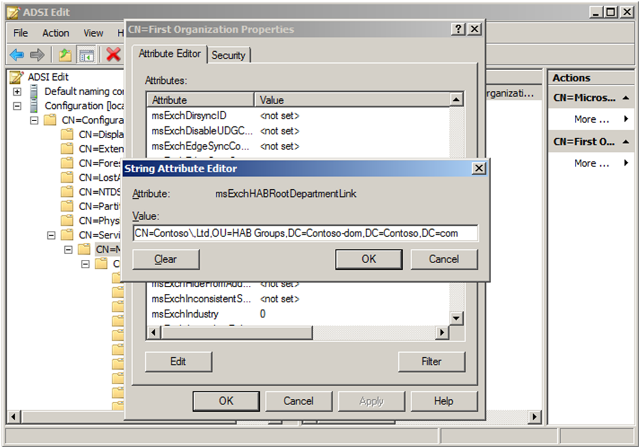 ADSI Edit
File Action View H
ADSI Edit
Default naming con
Configuration [loca
CN=Configura
CN=Displa
CN=Exten
CN=Fores
CN=LostA
CN=NTDS
CN=Partit
CN=Physi
CN=Servic
CN=M
C
CN=First Organization Properties
Attribute Editor
Security
Attributes:
Attribute Value
msExchDirsyncID <not set>
msExchDisableUDGC... <not set>
msExchEdgeSyncCo... <not set>
String Attribute Editor
Attribute: msExchHABRootDepartmentLink
Value:
CN=Contoso\,Ltd,OU=HAB Groups,DC=Contoso-dom,DC=Contoso,DC=com
Clear OK Cancel
msExchHideFromAdd... <not set>
msExchInconsistentS... <not set>
msExchIndustry 0
Edit Filter
OK Cancel Apply Help
rganizati...
Actions
CN=Micros...
More ...
CN=First O...
More ...